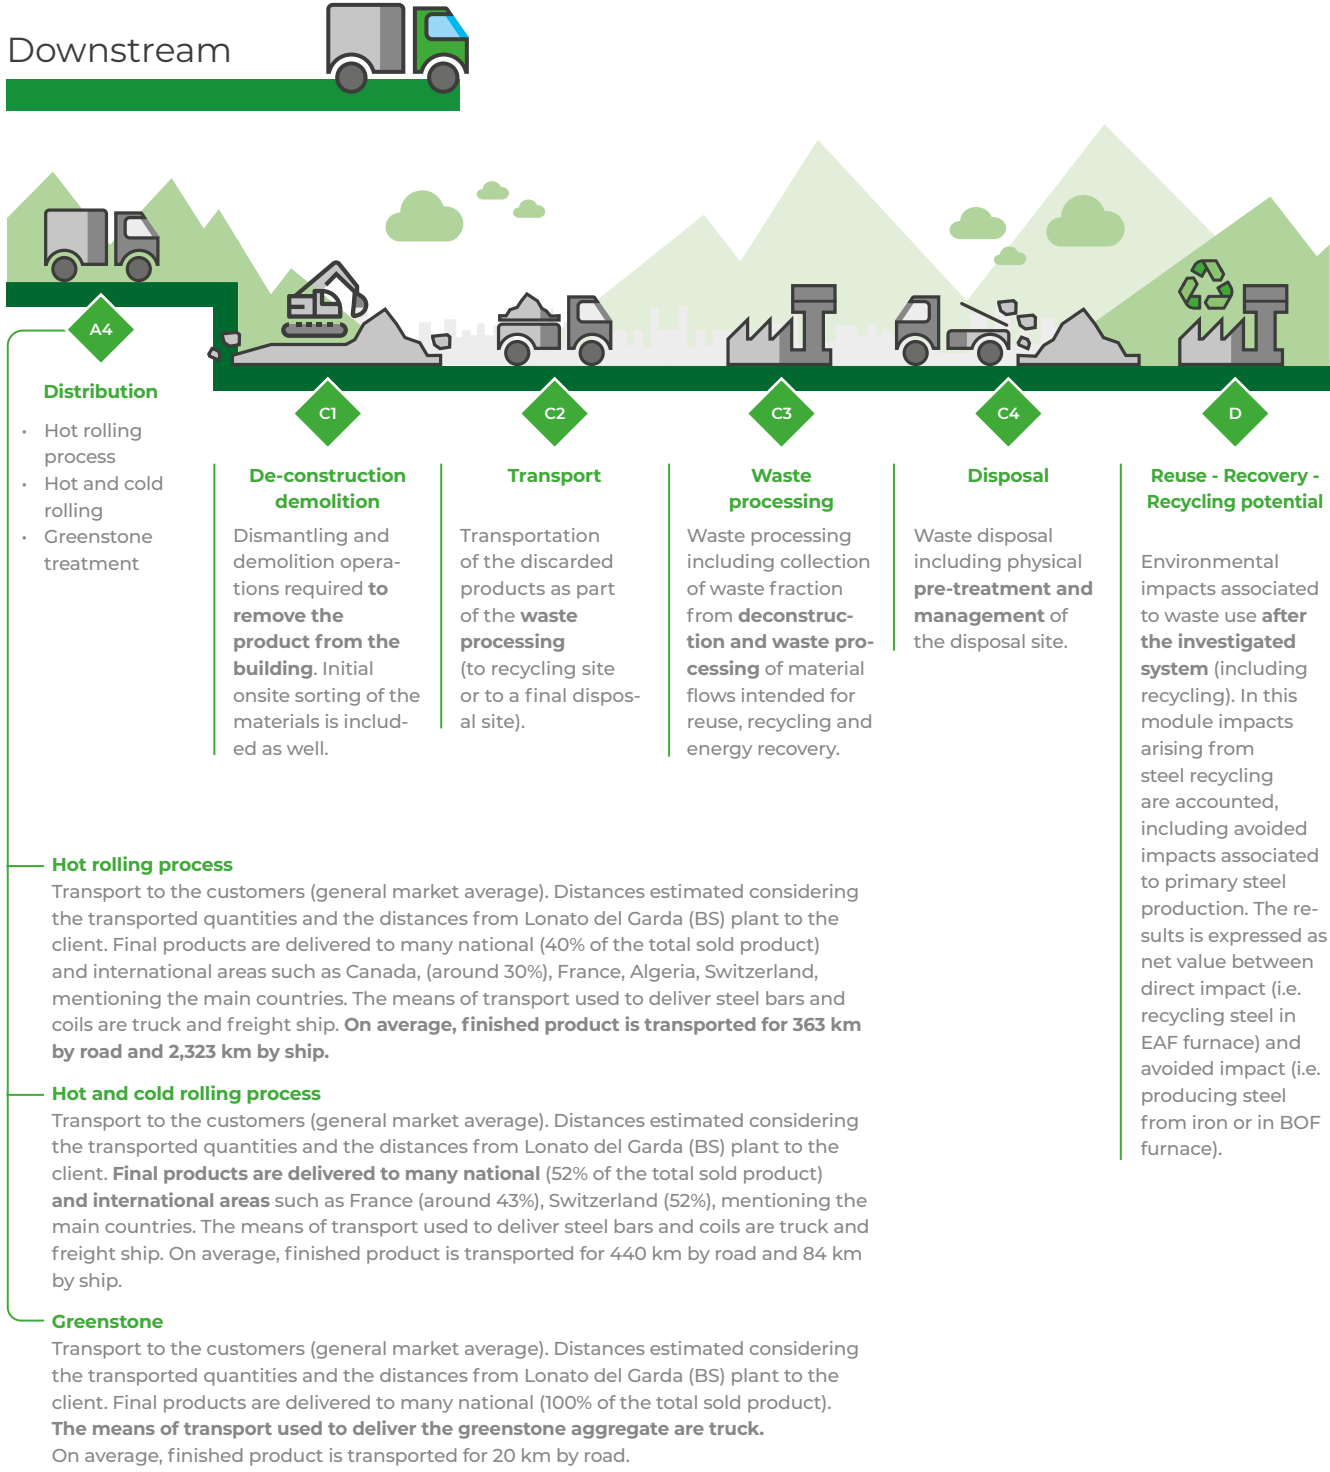 Downstream
A4
Distribution
• Hot rolling
process
• Hot and cold
rolling
• Greenstone
treatment
C1
De-construction
demolition
Dismantling and
demolition opera-
tions required to
remove the
product from the
building. Initial
onsite sorting of the
materials is includ-
ed as well.
C2
Transport
Transportation
of the discarded
products as part
of the waste
processing
(to recycling site
or to a final dispos-
al site).
C3
Waste
processing
Waste processing
including collection
of waste fraction
from deconstruc-
tion and waste pro-
cessing of material
flows intended for
reuse, recycling and
energy recovery.
C4
Disposal
Waste disposal
including physical
pre-treatment and
management of
the disposal site.
D
Reuse - Recovery -
Recycling potential
Environmental
impacts associated
to waste use after
the investigated
system (including
recycling). In this
module impacts
arising from
steel recycling
are accounted,
including avoided
impacts associated
to primary steel
production. The re-
sults is expressed as
net value between
direct impact (i.e.
recycling steel in
EAF furnace) and
avoided impact (i.e.
producing steel
from iron or in BOF
furnace).
Hot rolling process
Transport to the customers (general market average). Distances estimated considering
the transported quantities and the distances from Lonato del Garda (BS) plant to the
client. Final products are delivered to many national (40% of the total sold product)
and international areas such as Canada, (around 30%), France, Algeria, Switzerland,
mentioning the main countries. The means of transport used to deliver steel bars and
coils are truck and freight ship. On average, finished product is transported for 363 km
by road and 2,323 km by ship.
Hot and cold rolling process
Transport to the customers (general market average). Distances estimated considering
the transported quantities and the distances from Lonato del Garda (BS) plant to the
client. Final products are delivered to many national (52% of the total sold product)
and international areas such as France (around 43%), Switzerland (52%), mentioning the
main countries. The means of transport used to deliver steel bars and coils are truck and
freight ship. On average, finished product is transported for 440 km by road and 84 km
by ship.
Greenstone
Transport to the customers (general market average). Distances estimated considering
the transported quantities and the distances from Lonato del Garda (BS) plant to the
client. Final products are delivered to many national (100% of the total sold product).
The means of transport used to deliver the greenstone aggregate are truck.
On average, finished product is transported for 20 km by road.